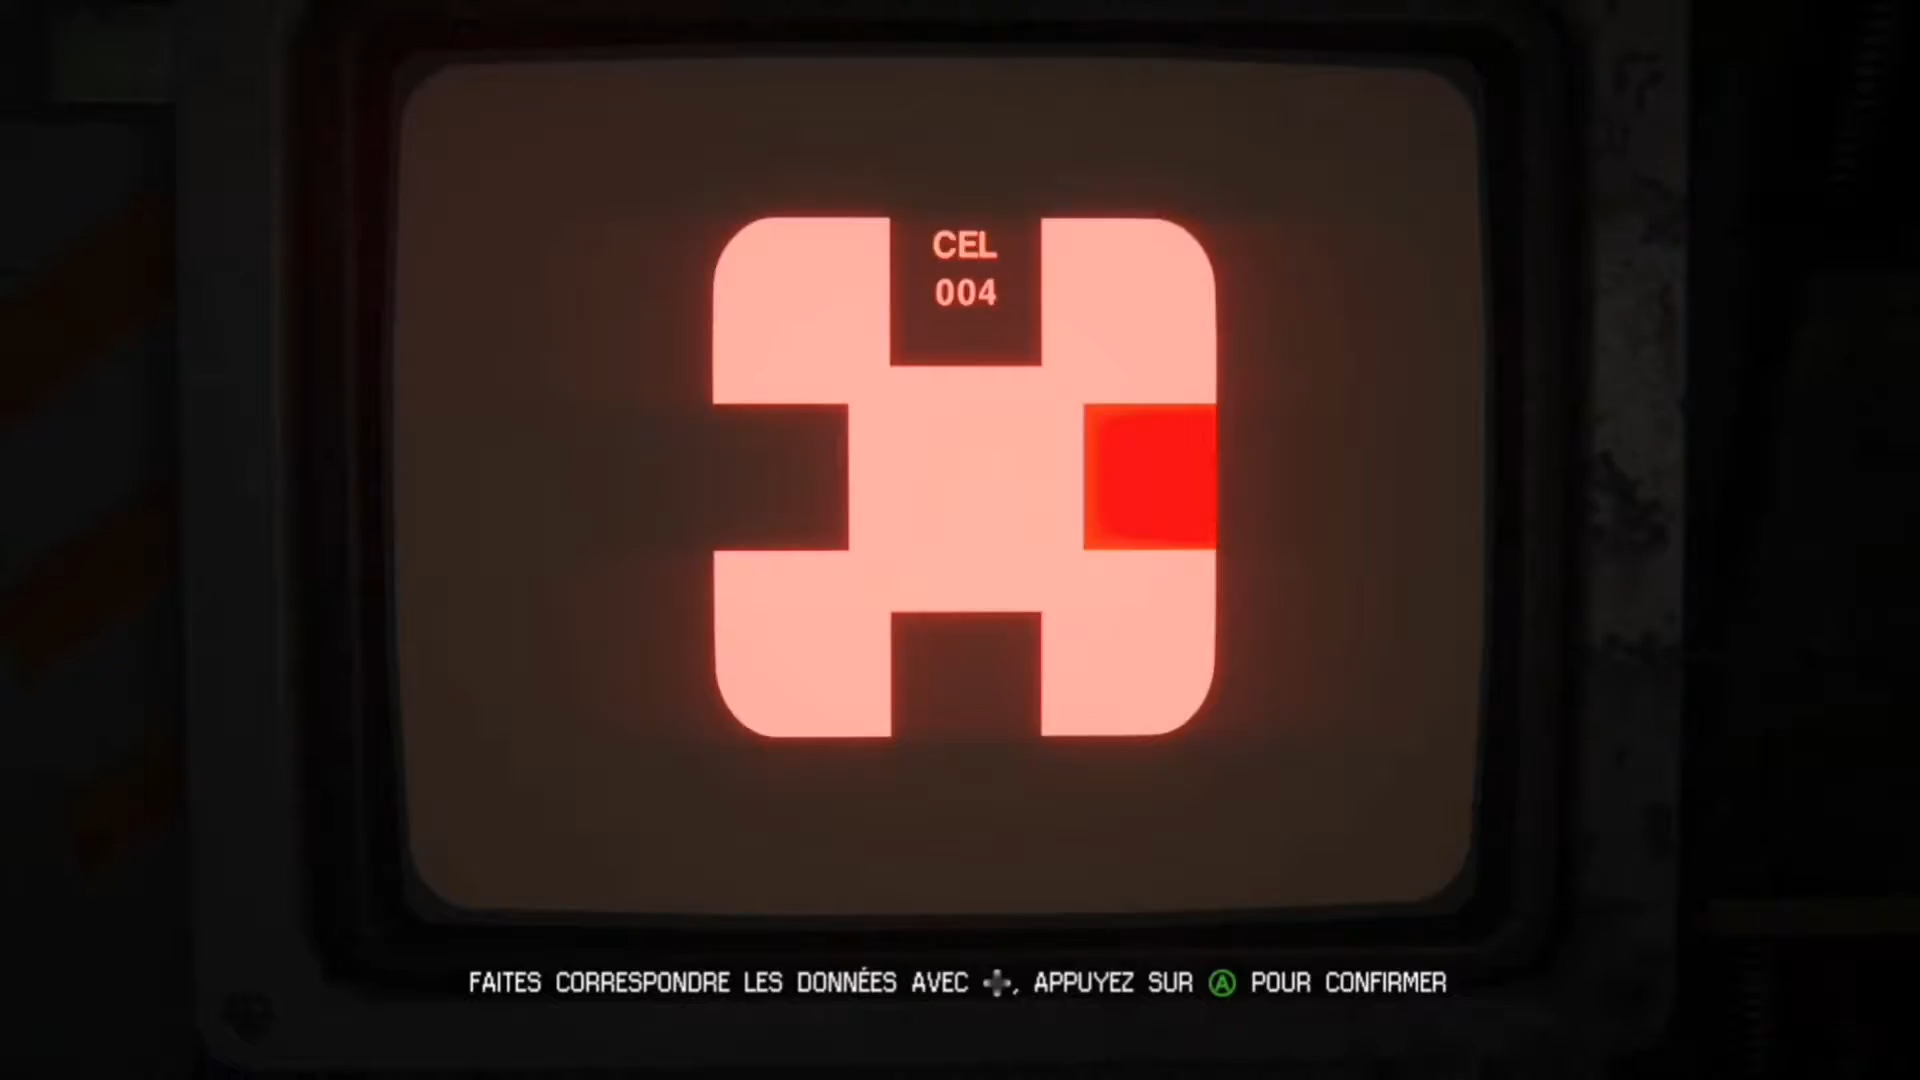 CEL
004
FAITES CORRESPONDRE LES DONNÉES AVEC , APPUYEZ SUR A POUR CONFIRMER